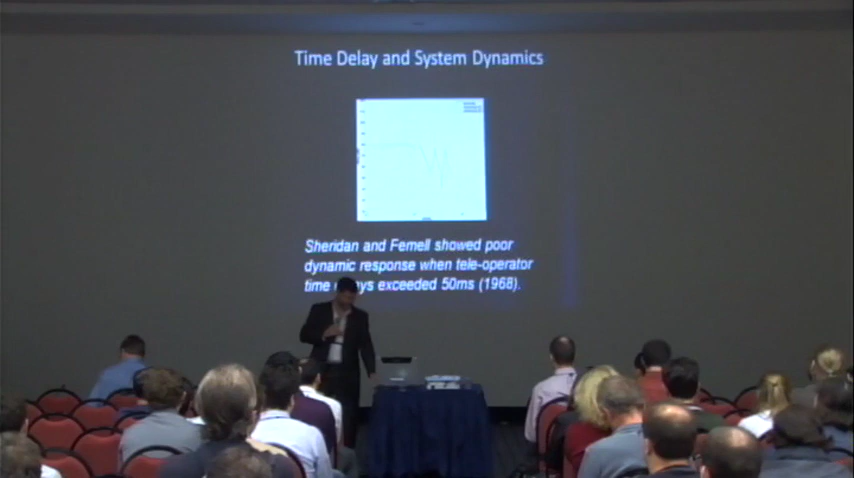 Time Delay and System Dynamics
Sheridan and Femell showed poor
dynamic response when tele-operator
time exceeded 50ms (1968).